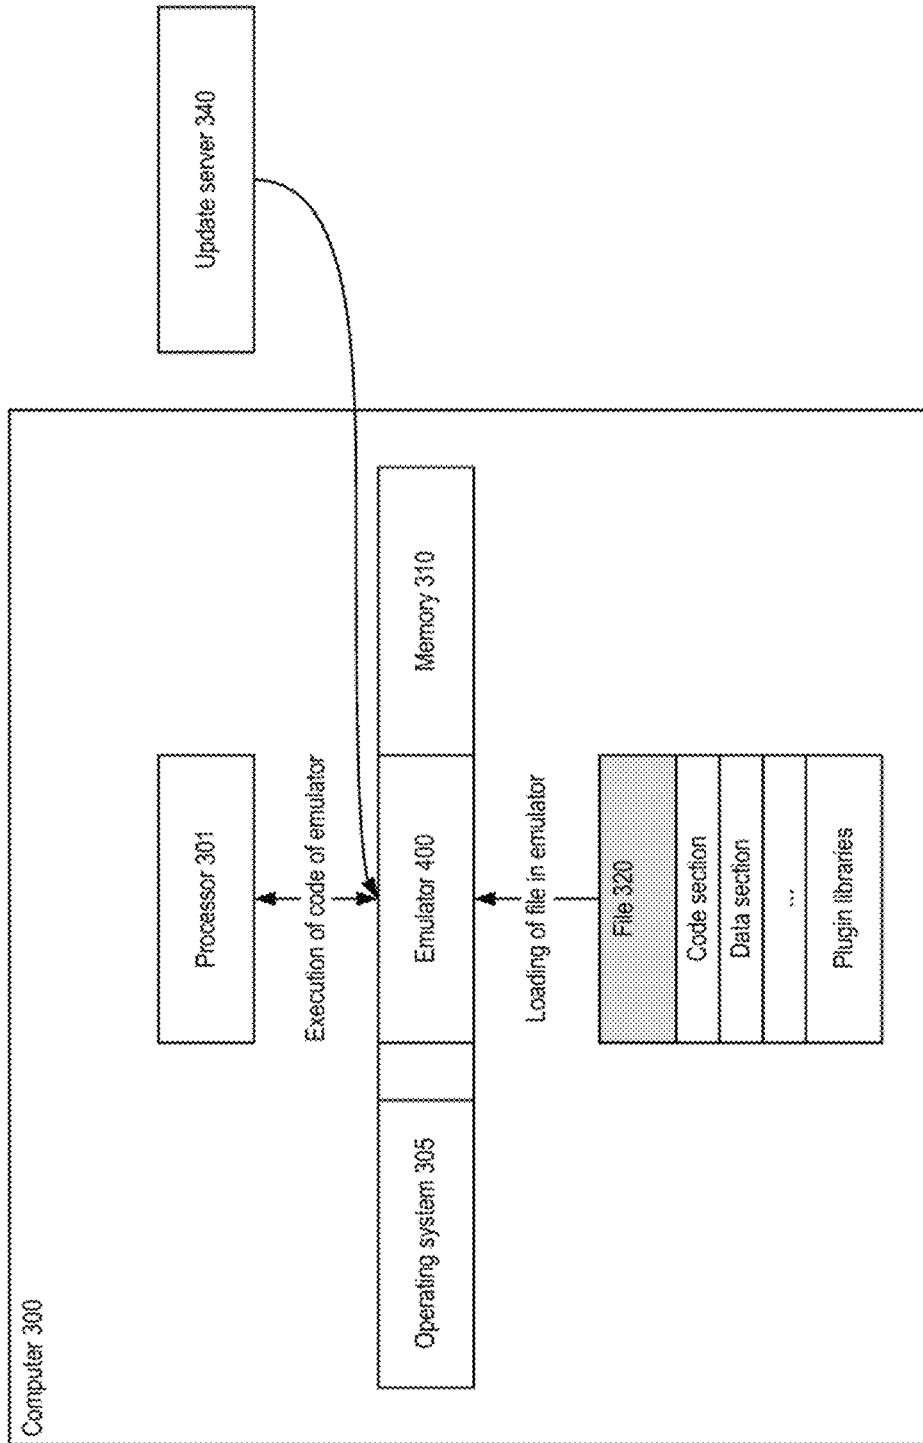 Computer 300
Update server 340
Processor 301
Execution of code of emulator
Operating system 305
Emulator 400
Memory 310
Loading of file in emulator
File 320
Code section
Data section
...
Plugin libraries